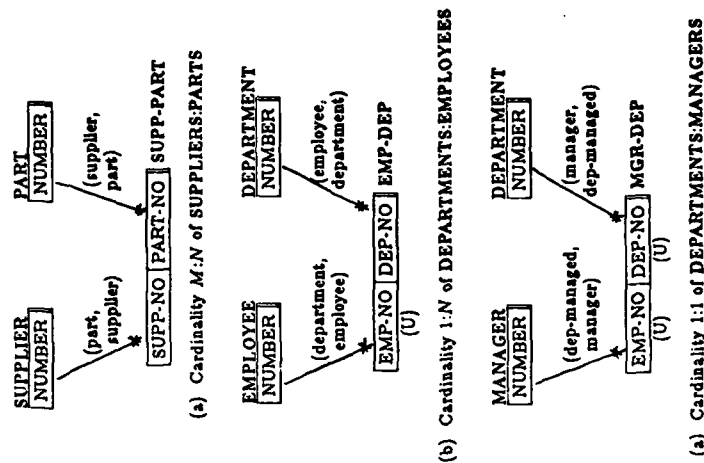 SUPPLIER PART
NUMBER NUMBER
(part, (supplier,
supplier) part)
* *
SUPP-NO PART-NO SUPP-PART
(a) Cardinality M:N of SUPPLIERS:PARTS
EMPLOYEE DEPARTMENT
NUMBER NUMBER
(department, (employee,
employee) department)
* *
EMP-NO DEP-NO EMP-DEP
(U)
(b) Cardinality 1:N of DEPARTMENTS:EMPLOYEES
MANAGER DEPARTMENT
NUMBER NUMBER
(dep-managed, (manager,
manager) dep-managed)
* *
EMP-NO DEP-NO MGR-DEP
(U) (U)
(a) Cardinality 1:1 of DEPARTMENTS:MANAGERS